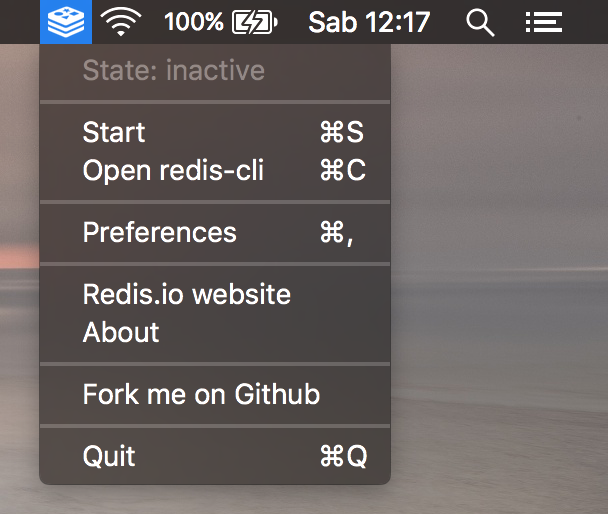 100% Sab 12:17
State: inactive
Start ⌘S
Open redis-cli ⌘C
Preferences ⌘,
Redis.io website
About
Fork me on Github
Quit ⌘Q